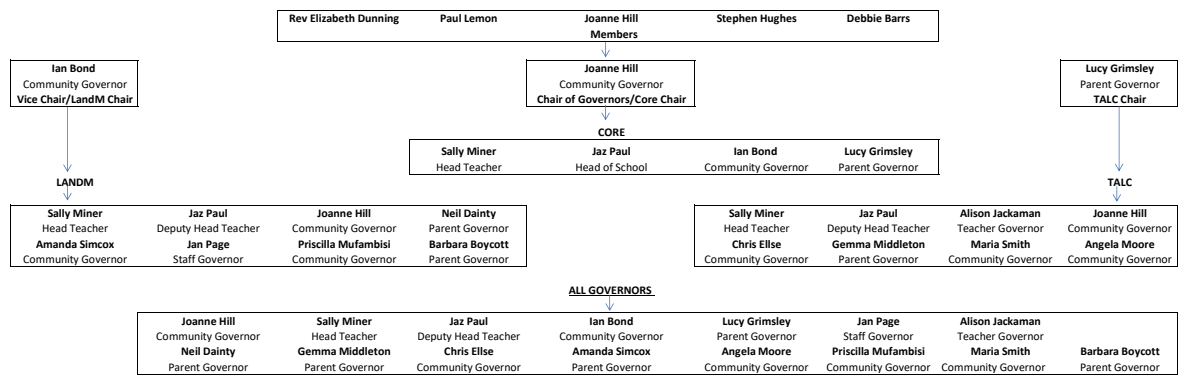 Rev Elizabeth Dunning Paul Lemon Joanne Hill Stephen Hughes Debbie Barrs
Members
Ian Bond
Community Governor
Vice Chair/LandM Chair
Joanne Hill
Community Governor
Chair of Governors/Core Chair
Lucy Grimsley
Parent Governor
TALC Chair
CORE
Sally Miner Jaz Paul Ian Bond Lucy Grimsley
Head Teacher Head of School Community Governor Parent Governor
LANDM
Sally Miner Jaz Paul Joanne Hill Neil Dainty
Head Teacher Deputy Head Teacher Community Governor Parent Governor
Amanda Simcox Jan Page Priscilla Mufambisi Barbara Boycott
Community Governor Staff Governor Community Governor Parent Governor
TALC
Sally Miner Jaz Paul Alison Jackaman Joanne Hill
Head Teacher Deputy Head Teacher Teacher Governor Community Governor
Chris Ellse Gemma Middleton Maria Smith Angela Moore
Community Governor Parent Governor Community Governor Community Governor
ALL GOVERNORS
Joanne Hill Sally Miner Jaz Paul Ian Bond Lucy Grimsley Jan Page Alison Jackaman
Community Governor Head Teacher Deputy Head Teacher Community Governor Parent Governor Staff Governor Teacher Governor
Neil Dainty Gemma Middleton Chris Ellse Amanda Simcox Angela Moore Priscilla Mufambisi Maria Smith Barbara Boycott
Parent Governor Parent Governor Community Governor Parent Governor Community Governor Community Governor Community Governor Parent Governor